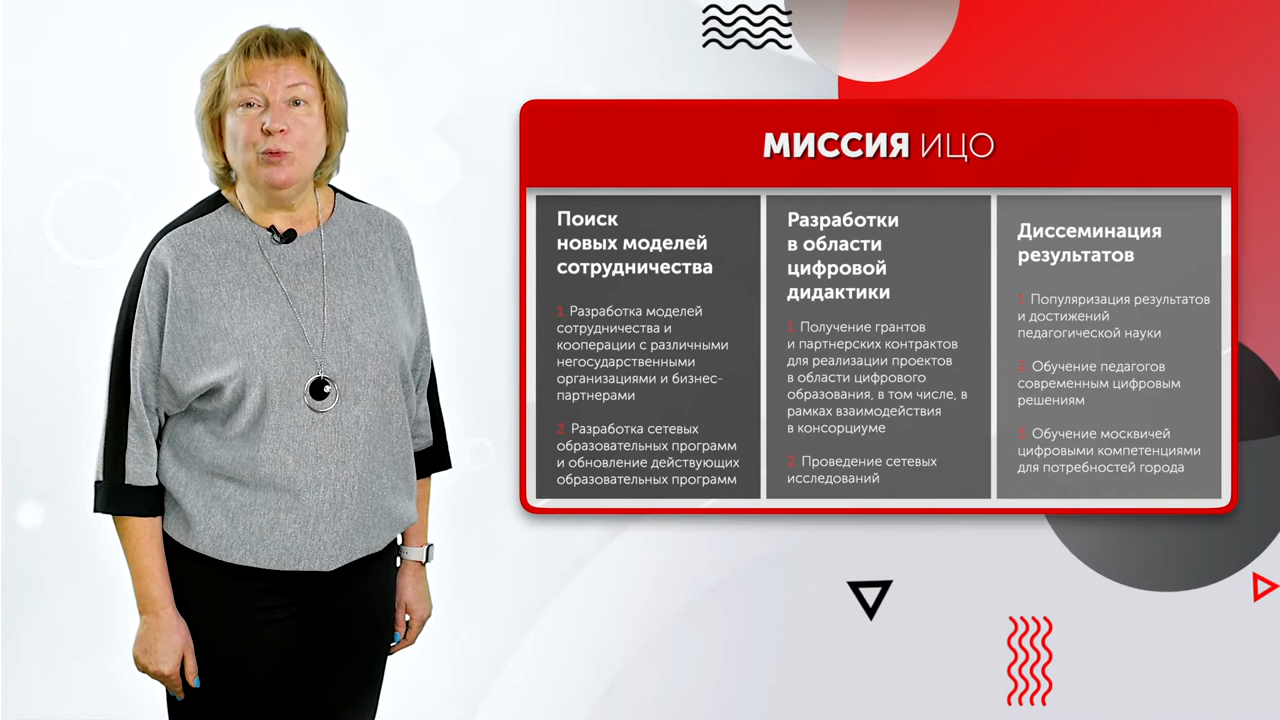 МИССИЯ ИЦО
Поиск
новых моделей
сотрудничества
1 Разработка моделей
сотрудничества и
кооперации с различными
негосударственными
организациями и бизнес-
партнерами
2 Разработка сетевых
образовательных программ
и обновление действующих
образовательных программ
Разработки
в области
цифровой
дидактики
1 Получение грантов
и партнерских контрактов
для реализации проектов
в области цифрового
образования, в том числе, в
рамках взаимодействия
в консорциуме
2 Проведение сетевых
исследований
Диссеминация
результатов
1 Популяризация результатов
и достижений
педагогической науки
2 Обучение педагогов
современным цифровым
решениям
3 Обучение москвичей
цифровыми компетенциями
для потребностей города